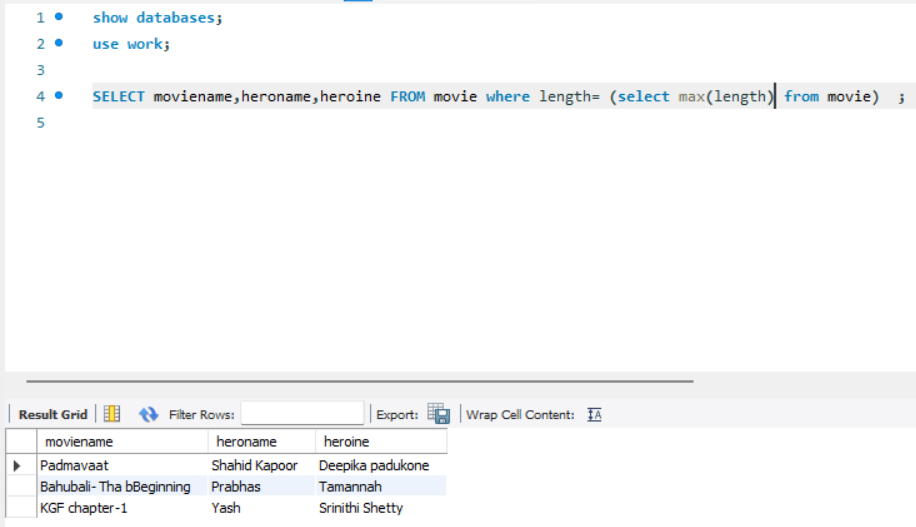 1 show databases;
2 use work;
3
4 SELECT moviename,heroname,heroine FROM movie where length= (select max(length) from movie) ;
5
Result Grid Filter Rows: Export: Wrap Cell Content: IA
moviename heroname heroine
Padmavaat Shahid Kapoor Deepika padukone
Bahubali- Tha bBeginning Prabhas Tamannah
KGF chapter-1 Yash Srinithi Shetty